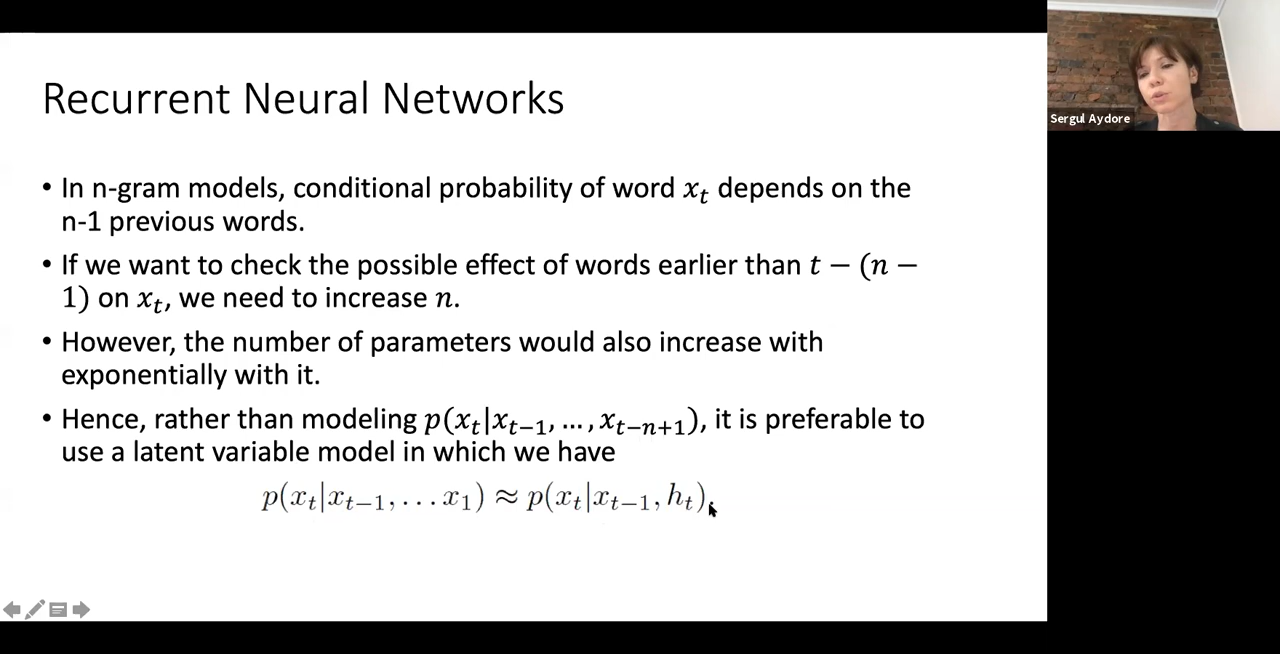 Recurrent Neural Networks
• In n-gram models, conditional probability of word xₜ depends on the
n-1 previous words.
• If we want to check the possible effect of words earlier than t − (n −
1) on xₜ, we need to increase n.
• However, the number of parameters would also increase with
exponentially with it.
• Hence, rather than modeling p(xₜ|xₜ₋₁, … , xₜ₋ₙ₊₁), it is preferable to
use a latent variable model in which we have
p(xₜ|xₜ₋₁, . . . x₁) ≈ p(xₜ|xₜ₋₁, hₜ).
Sergul Aydore